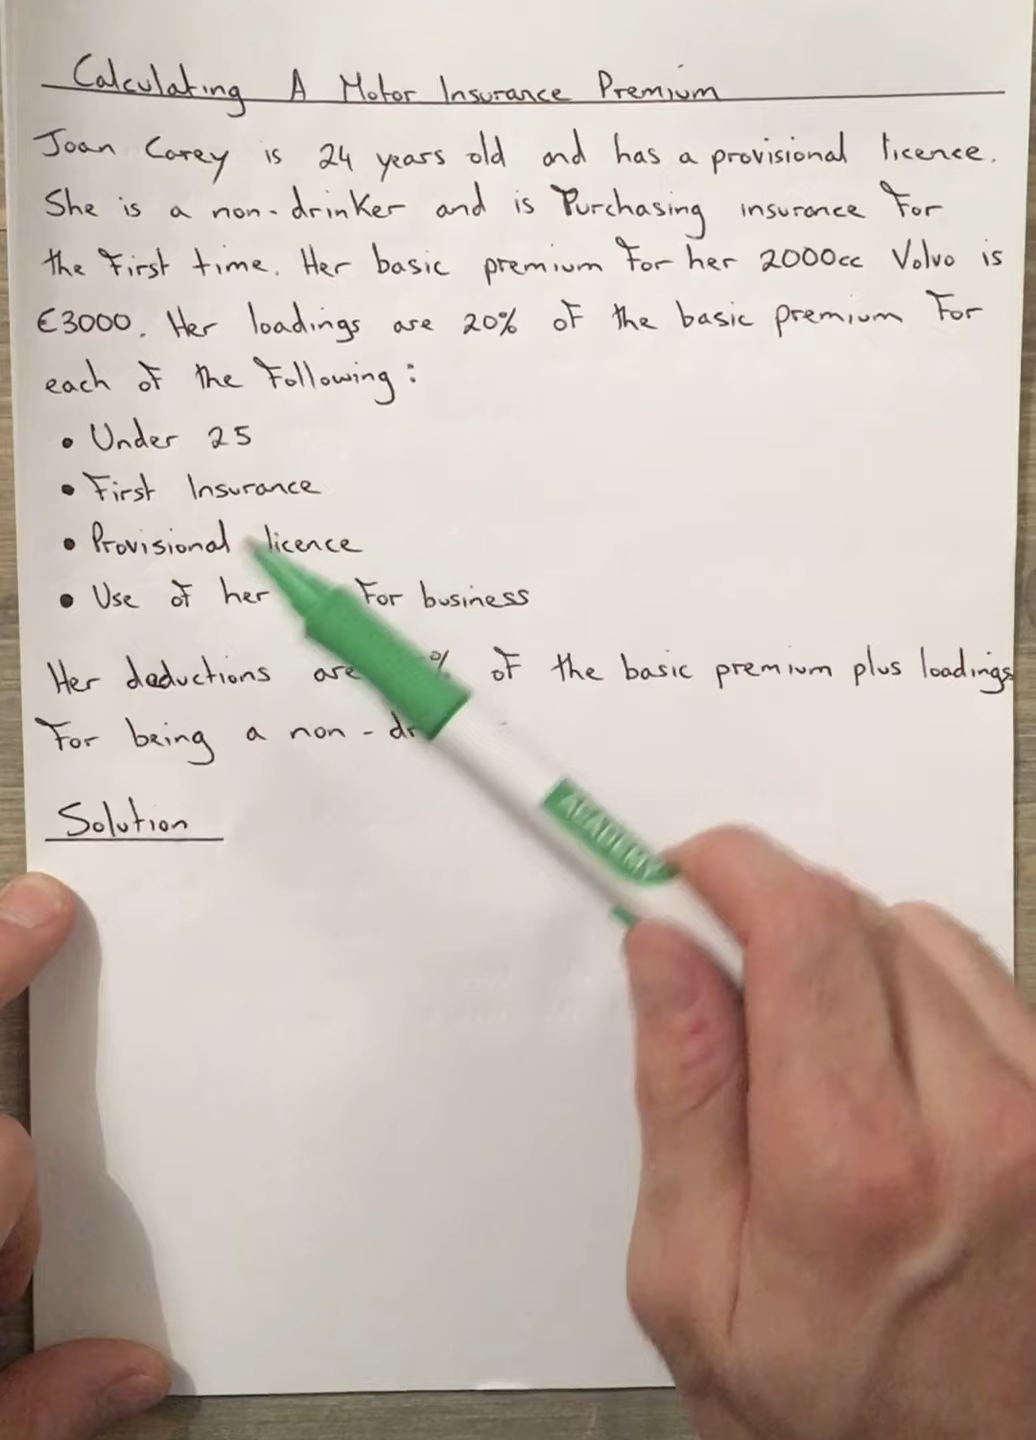 Calculating A Motor Insurance Premium
Joan Carey is 24 years old and has a provisional licence.
She is a non-drinker and is Purchasing insurance For
the First time. Her basic premium For her 2000cc Volvo is
€3000. Her loadings are 20% of the basic premium For
each of the Following:
• Under 25
• First Insurance
• Provisional licence
• Use of her For business
Her deductions are % of the basic premium plus loadings
For being a non-
Solution
ACADEMY